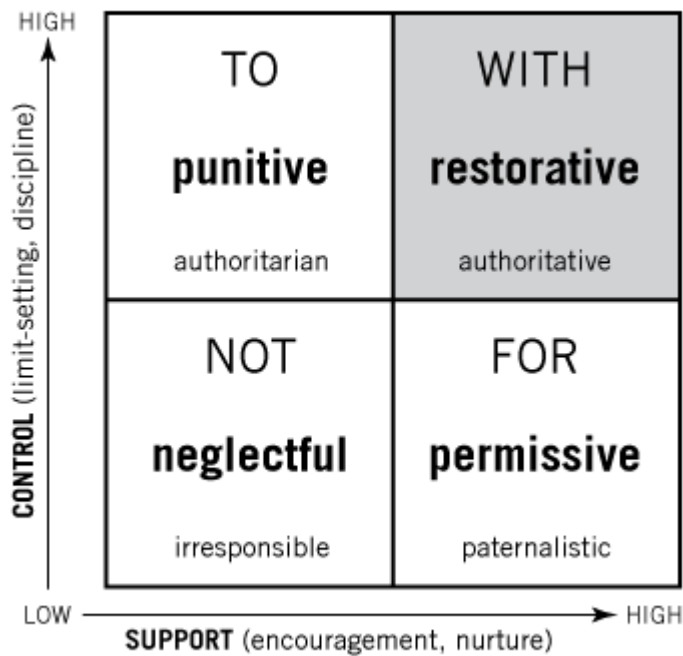 HIGH
TO
WITH
punitive
restorative
authoritarian
authoritative
CONTROL (limit-setting, discipline)
NOT
FOR
neglectful
permissive
irresponsible
paternalistic
LOW
HIGH
SUPPORT (encouragement, nurture)